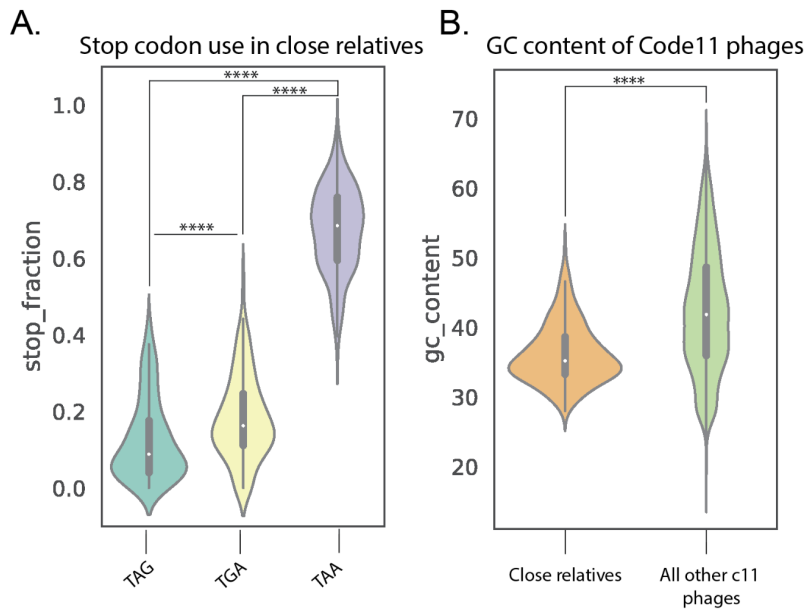 A.
Stop codon use in close relatives
****
****
****
1.0
0.8
0.6
0.4
0.2
0.0
stop_fraction
TAG
TGA
TAA
B.
GC content of Code11 phages
****
70
60
50
40
30
20
gc_content
Close relatives
All other c11
phages